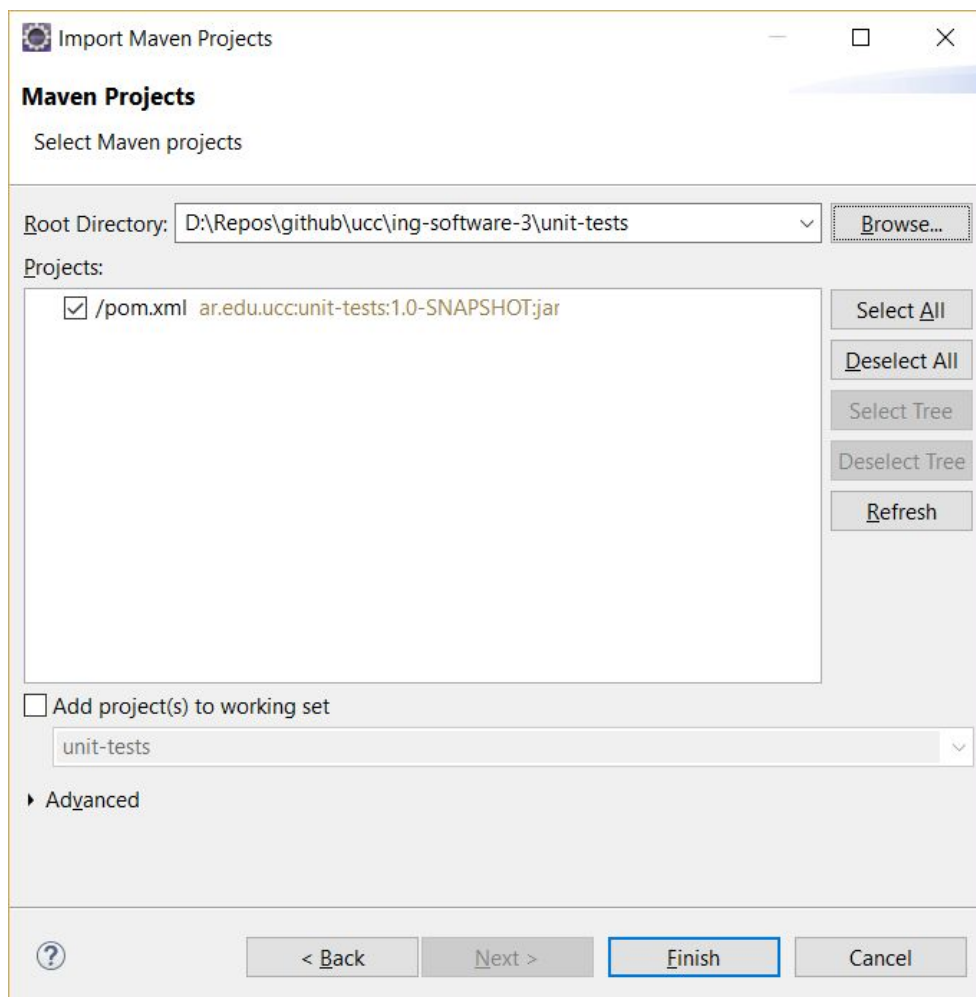 Import Maven Projects
Maven Projects
Select Maven projects
Root Directory: D:\Repos\github\ucc\ing-software-3\unit-tests Browse...
Projects:
/pom.xml ar.edu.ucc:unit-tests:1.0-SNAPSHOT:jar
Select All
Deselect All
Select Tree
Deselect Tree
Refresh
Add project(s) to working set
unit-tests
Advanced
? < Back Next > Finish Cancel